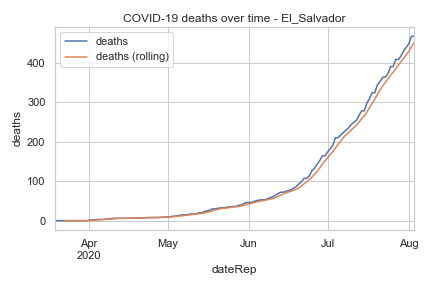 COVID-19 deaths over time - El_Salvador
deaths
deaths (rolling)
deaths
400
300
200
100
0
Apr
2020
May
Jun
Jul
Aug
dateRep